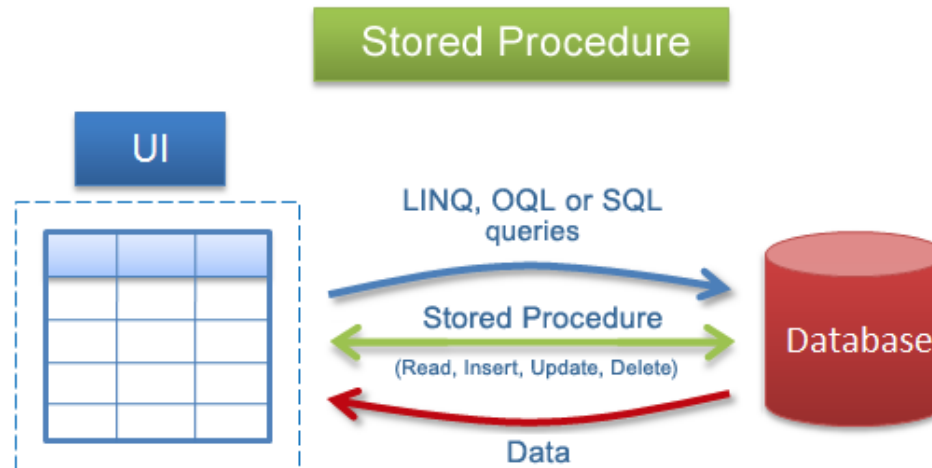 Stored Procedure
UI
LINQ, OQL or SQL
queries
Stored Procedure
(Read, Insert, Update, Delete)
Database
Data